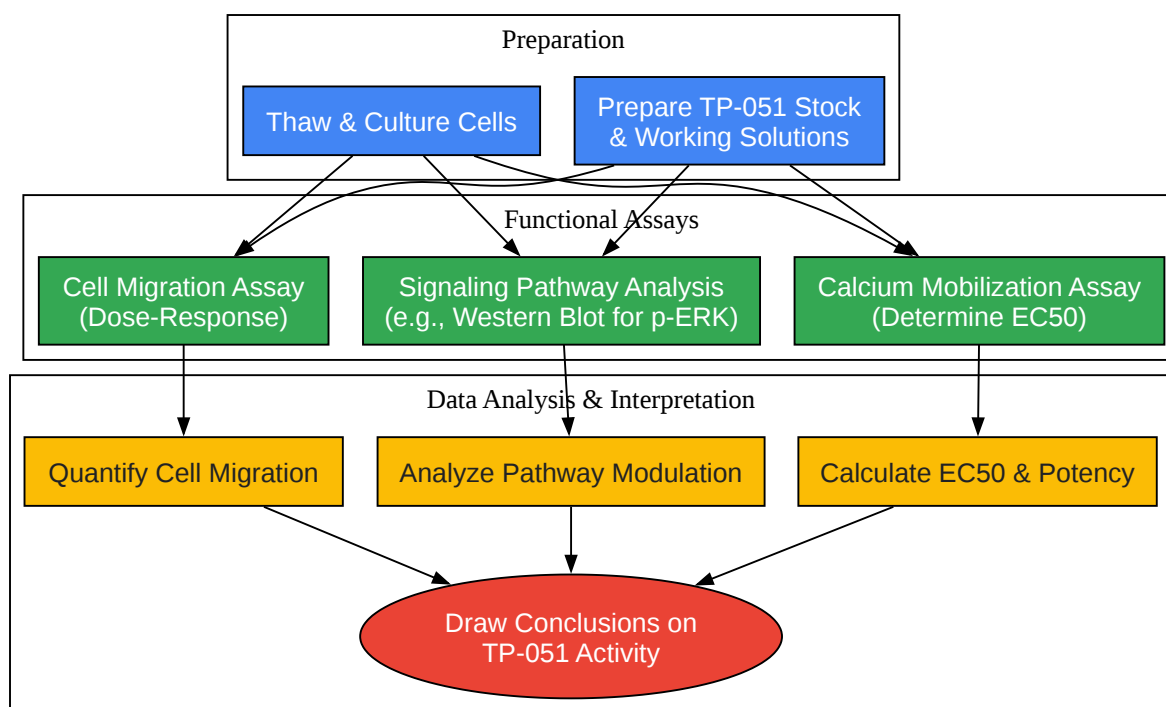 Preparation
Thaw & Culture Cells
Prepare TP-051 Stock
& Working Solutions
Functional Assays
Cell Migration Assay
(Dose-Response)
Signaling Pathway Analysis
(e.g., Western Blot for p-ERK)
Calcium Mobilization Assay
(Determine EC50)
Data Analysis & Interpretation
Quantify Cell Migration
Analyze Pathway Modulation
Calculate EC50 & Potency
Draw Conclusions on
TP-051 Activity